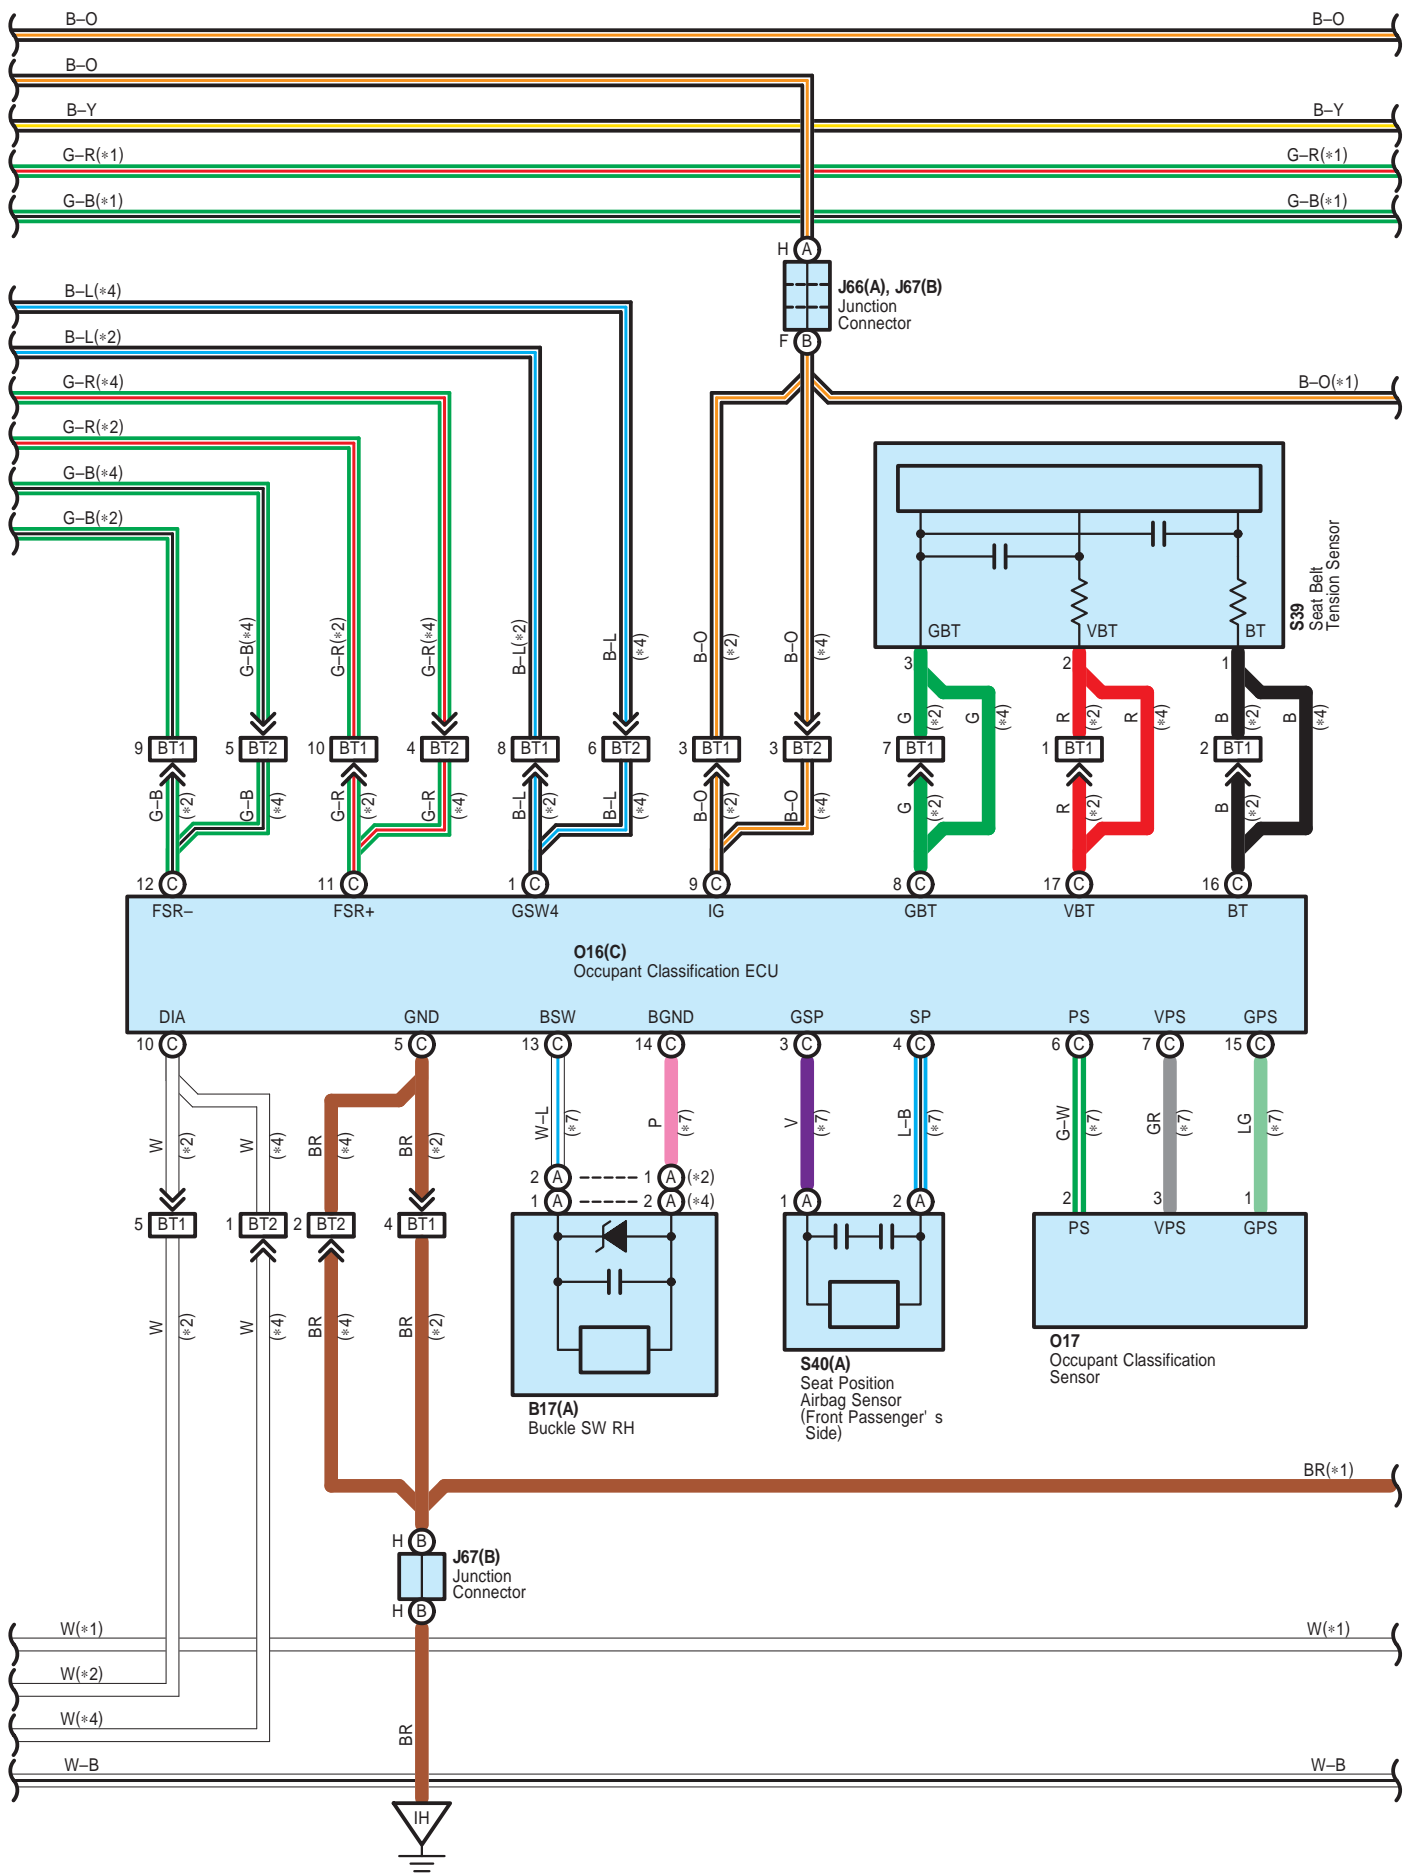 B–O B–O
B–O
B–Y B–Y
G–R(*1) G–R(*1)
G–B(*1) G–B(*1)
H A
J66(A), J67(B)
Junction
Connector
F B
B–L(*4)
B–L(*2)
G–R(*4) B–O(*1)
G–R(*2)
G–B(*4)
G–B(*2)
S39
Seat Belt
Tension Sensor
GBT VBT BT
3 2 1
G–B(*4) G–R(*2) G–R(*4) B–L(*2) B–L (*4) B–O (*2) B–O (*4)
G (*2) G (*4) R (*2) R (*4) B (*2) B (*4)
9 BT1 5 BT2 10 BT1 4 BT2 8 BT1 6 BT2 3 BT1 3 BT2 7 BT1 1 BT1 2 BT1
G–B (*2) G–B (*4) G–R (*2) G–R (*4) B–L (*2) B–L (*4) B–O (*2) B–O (*4) G (*2) R (*2) B (*2)
12 C 11 C 1 C 9 C 8 C 17 C 16 C
FSR– FSR+ GSW4 IG GBT VBT BT
O16(C)
Occupant Classification ECU
DIA GND BSW BGND GSP SP PS VPS GPS
10 C 5 C 13 C 14 C 3 C 4 C 6 C 7 C 15 C
W (*2) W (*4) BR (*4) BR (*2) W–L (*7) P (*7) V (*7) L–B (*7) G–W (*7) GR (*7) LG (*7)
2 A 1 A (*2)
1 A 2 A (*4) 1 A 2 A 2 3 1
5 BT1 1 BT2 2 BT2 4 BT1
PS VPS GPS
W (*2) W (*4) BR (*4) BR (*2)
O17
Occupant Classification
Sensor
S40(A)
Seat Position
Airbag Sensor
(Front Passenger' s
Side)
B17(A)
Buckle SW RH
BR(*1)
H B
J67(B)
Junction
Connector
H B
W(*1) W(*1)
W(*2)
W(*4)
BR
W–B W–B
IH